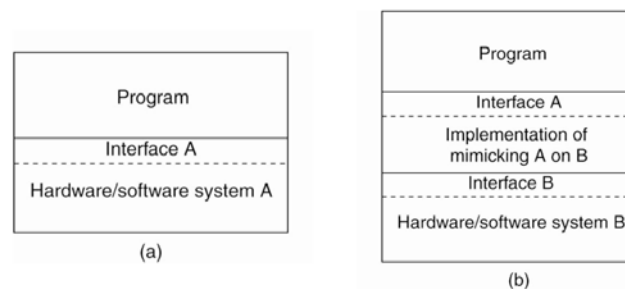 Program
Interface A
Hardware/software system A
(a)
Program
Interface A
Implementation of
mimicking A on B
Interface B
Hardware/software system B
(b)